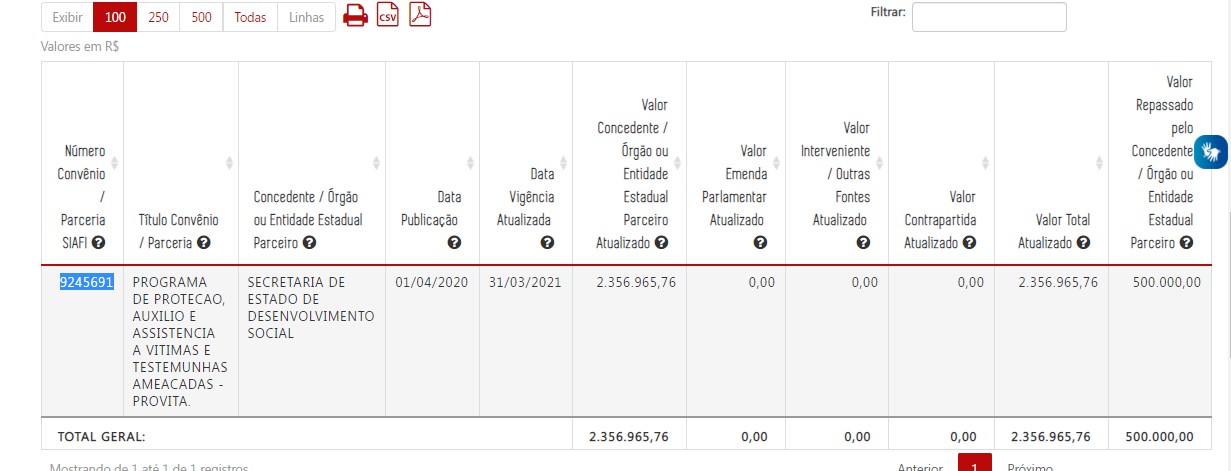 Exibir 100 250 500 Todas Linhas CSV Filtrar:
Valores em R$
Número
Convênio
/
Parceria
SIAFI ?
Título Convênio
/ Parceria ?
Concedente / Órgão
ou Entidade Estadual
Parceiro ?
Data
Publicação
?
Data
Vigência
Atualizada
?
Valor
Concedente /
Órgão ou
Entidade
Estadual
Parceiro
Atualizado ?
Valor
Emenda
Parlamentar
Atualizado ?
Valor
Interveniente
/ Outras
Fontes
Atualizado ?
Valor
Contrapartida
Atualizado ?
Valor Total
Atualizado ?
Valor
Repassado
pelo
Concedente
/ Órgão ou
Entidade
Estadual
Parceiro ?
9245691
PROGRAMA
DE PROTECAO,
AUXILIO E
ASSISTENCIA
A VITIMAS E
TESTEMUNHAS
AMEACADAS -
PROVITA.
SECRETARIA DE
ESTADO DE
DESENVOLVIMENTO
SOCIAL
01/04/2020
31/03/2021
2.356.965,76
0,00
0,00
0,00
2.356.965,76
500.000,00
TOTAL GERAL: 2.356.965,76 0,00 0,00 0,00 2.356.965,76 500.000,00
Mostrando de 1 até 1 de 1 registros
Anterior 1 Próximo